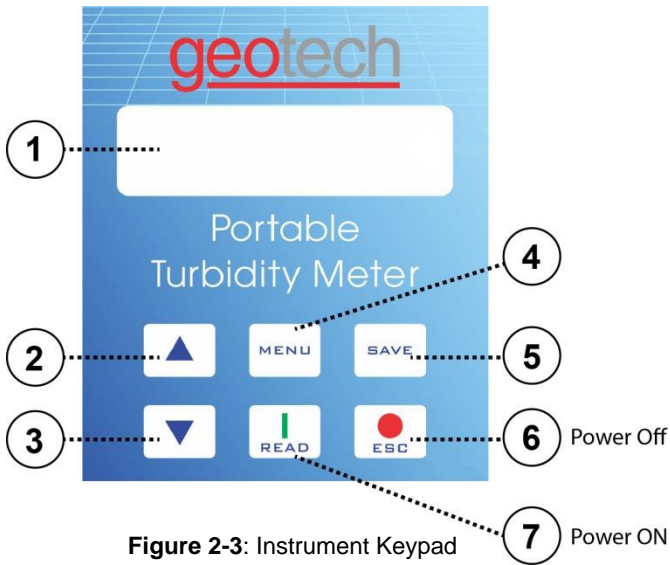 geotech
1
Portable
Turbidity Meter
4
2
MENU
SAVE
5
3
READ
ESC
6 Power Off
7 Power ON
Figure 2-3: Instrument Keypad